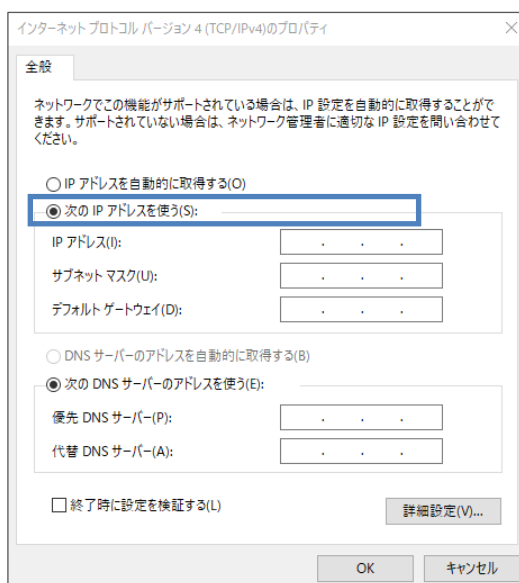 インターネット プロトコル バージョン 4 (TCP/IPv4)のプロパティ
全般
ネットワークでこの機能がサポートされている場合は、IP 設定を自動的に取得することがで
きます。サポートされていない場合は、ネットワーク管理者に適切な IP 設定を問い合わせて
ください。
IP アドレスを自動的に取得する(O)
次の IP アドレスを使う(S):
IP アドレス(I):
サブネット マスク(U):
デフォルト ゲートウェイ(D):
DNS サーバーのアドレスを自動的に取得する(B)
次の DNS サーバーのアドレスを使う(E):
優先 DNS サーバー(P):
代替 DNS サーバー(A):
終了時に設定を検証する(L)
詳細設定(V)...
OK
キャンセル